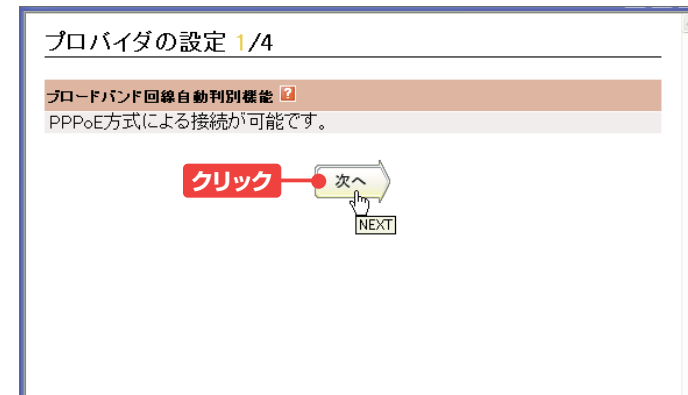 プロバイダの設定 1/4
ブロードバンド回線自動判別機能 ?
PPPoE方式による接続が可能です。
クリック 次へ
NEXT